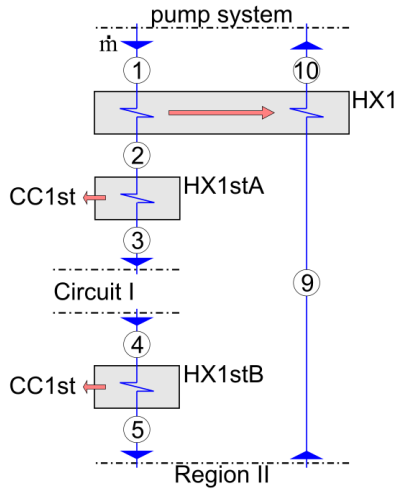 pump system
ṁ
1
10
HX1
2
HX1stA
CC1st
3
Circuit I
9
4
HX1stB
CC1st
5
Region II